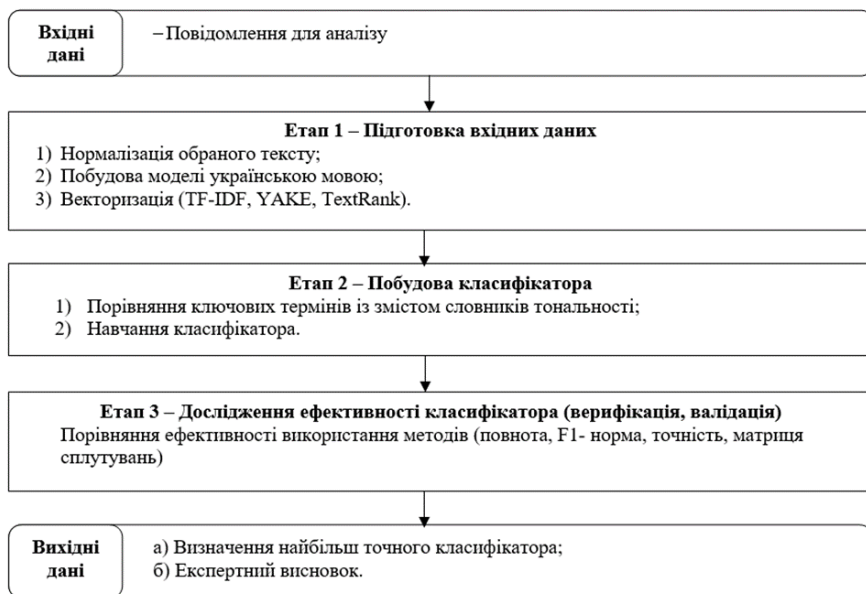 Вхідні
дані
–Повідомлення для аналізу
Етап 1 – Підготовка вхідних даних
1) Нормалізація обраного тексту;
2) Побудова моделі українською мовою;
3) Векторизація (TF-IDF, YAKE, TextRank).
Етап 2 – Побудова класифікатора
1) Порівняння ключових термінів із змістом словників тональності;
2) Навчання класифікатора.
Етап 3 – Дослідження ефективності класифікатора (верифікація, валідація)
Порівняння ефективності використання методів (повнота, F1- норма, точність, матриця
сплутувань)
Вихідні
дані
а) Визначення найбільш точного класифікатора;
б) Експертний висновок.